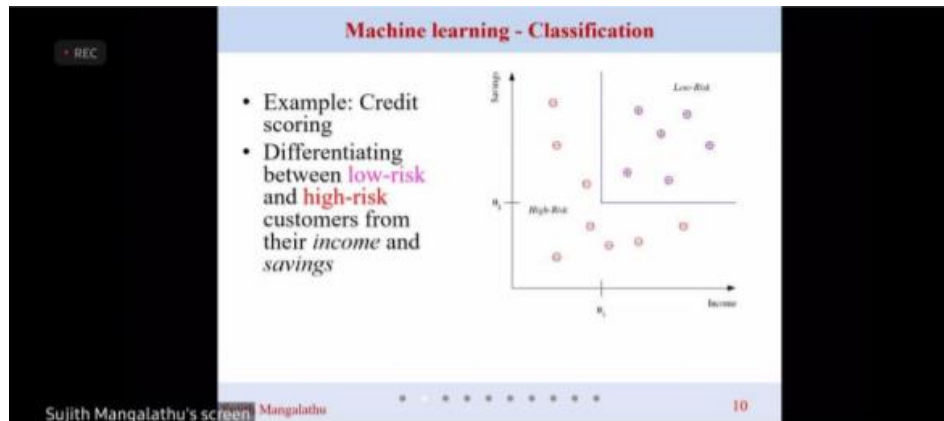 Machine learning - Classification
REC
• Example: Credit
scoring
• Differentiating
between low-risk
and high-risk
customers from
their income and
savings
Savings
Low-Risk
High-Risk
Income
Sujith Mangalathu's screen
Mangalathu
10